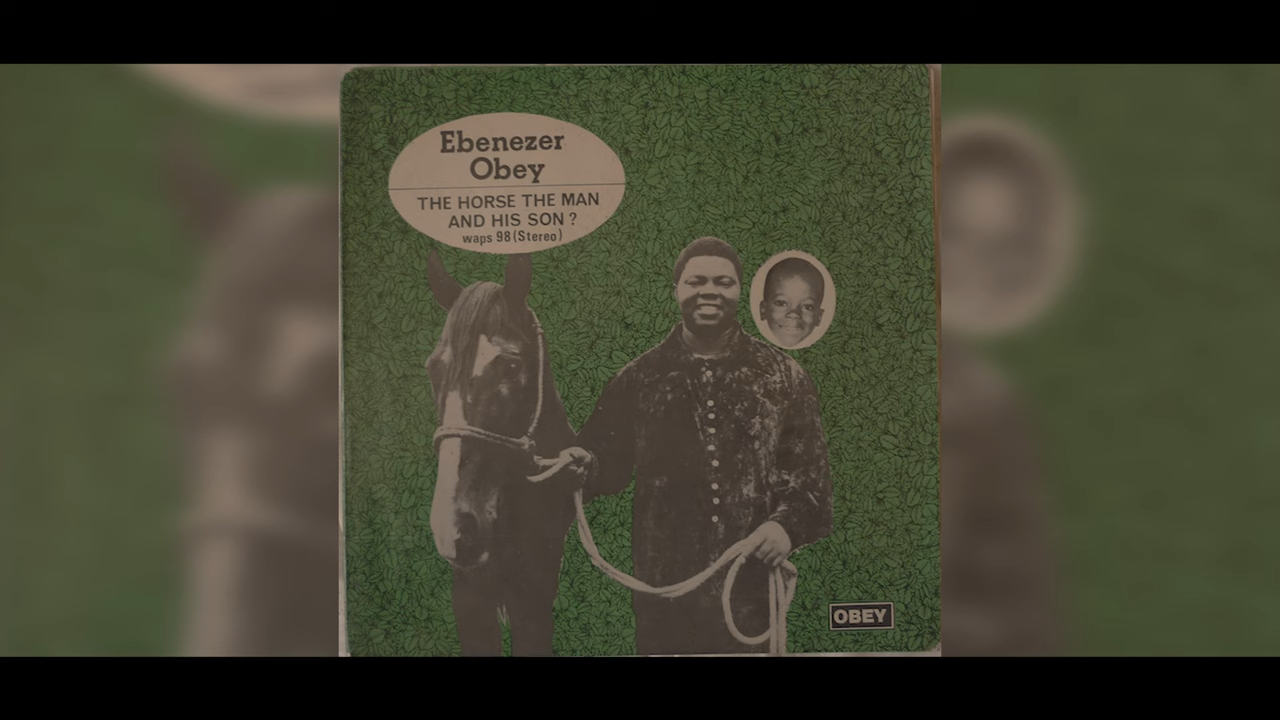 Ebenezer
Obey
THE HORSE THE MAN
AND HIS SON ?
waps 98 (Stereo)
OBEY